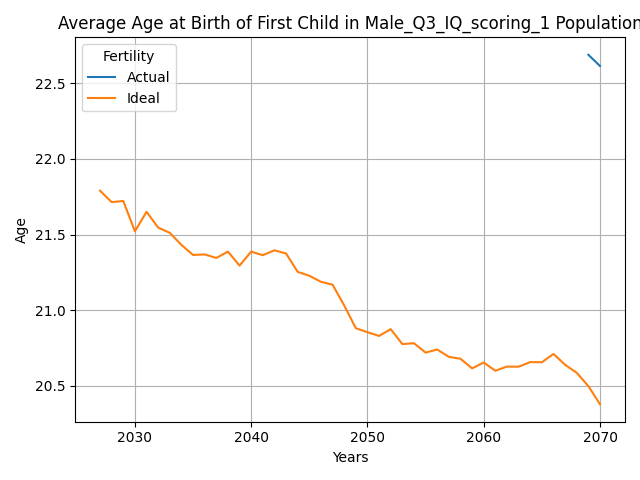 Average Age at Birth of First Child in Male_Q3_IQ_scoring_1 Population
Fertility
Actual
Ideal
22.5
22.0
21.5
21.0
20.5
Age
2030 2040 2050 2060 2070
Years